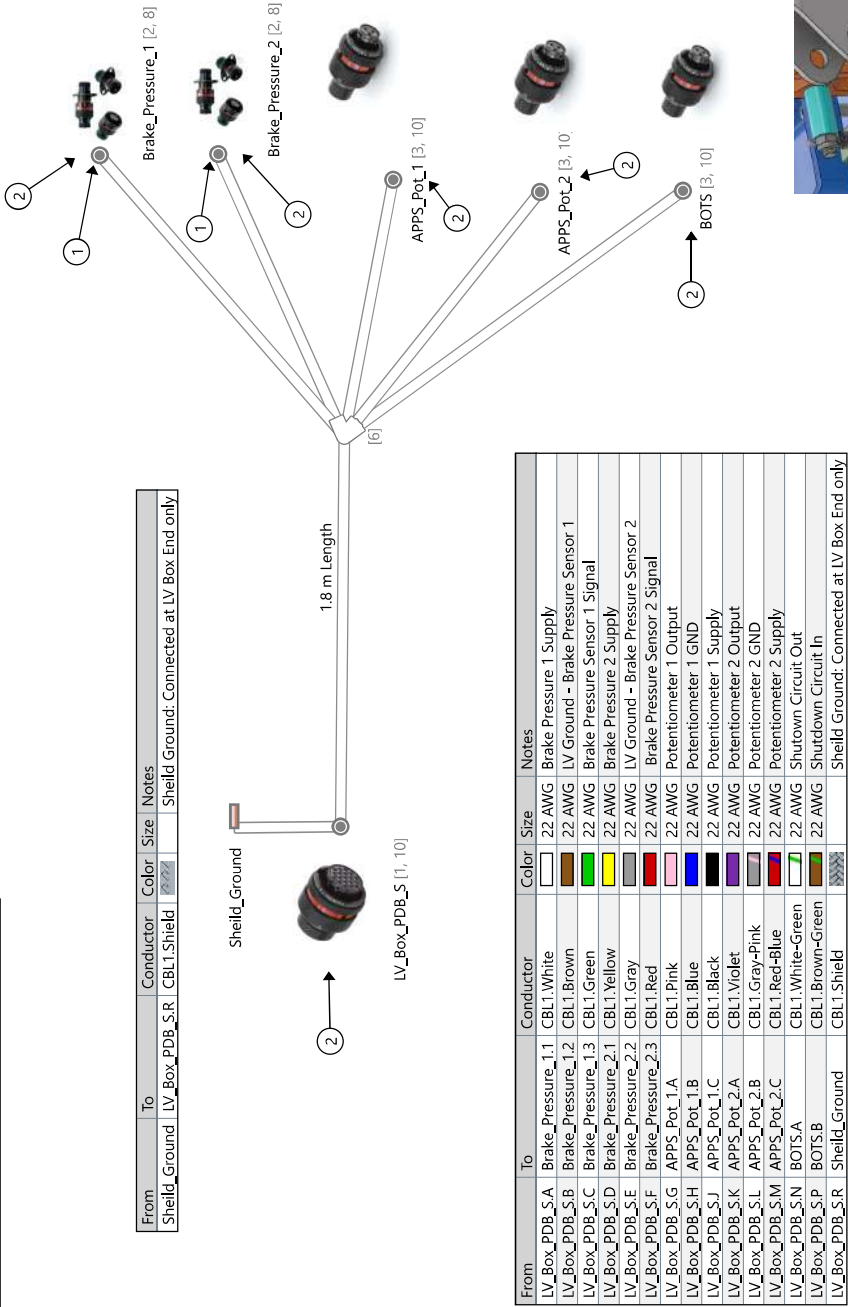 2
1
Brake_Pressure_1 [2, 8]
1
2
Brake_Pressure_2 [2, 8]
APPS_Pot_1 [3, 10]
2
APPS_Pot_2 [3, 10]
2
BOTS [3, 10]
2
[6]
1.8 m Length
Sheild_Ground
LV_Box_PDB_S [1, 10]
2
From To Conductor Color Size Notes
Sheild_Ground LV_Box_PDB_S.R CBL1.Shield Sheild Ground: Connected at LV Box End only
From To Conductor Color Size Notes
LV_Box_PDB_S.A Brake_Pressure_1.1 CBL1.White 22 AWG Brake Pressure 1 Supply
LV_Box_PDB_S.B Brake_Pressure_1.2 CBL1.Brown 22 AWG LV Ground - Brake Pressure Sensor 1
LV_Box_PDB_S.C Brake_Pressure_1.3 CBL1.Green 22 AWG Brake Pressure Sensor 1 Signal
LV_Box_PDB_S.D Brake_Pressure_2.1 CBL1.Yellow 22 AWG Brake Pressure 2 Supply
LV_Box_PDB_S.E Brake_Pressure_2.2 CBL1.Gray 22 AWG LV Ground - Brake Pressure Sensor 2
LV_Box_PDB_S.F Brake_Pressure_2.3 CBL1.Red 22 AWG Brake Pressure Sensor 2 Signal
LV_Box_PDB_S.G APPS_Pot_1.A CBL1.Pink 22 AWG Potentiometer 1 Output
LV_Box_PDB_S.H APPS_Pot_1.B CBL1.Blue 22 AWG Potentiometer 1 GND
LV_Box_PDB_S.J APPS_Pot_1.C CBL1.Black 22 AWG Potentiometer 1 Supply
LV_Box_PDB_S.K APPS_Pot_2.A CBL1.Violet 22 AWG Potentiometer 2 Output
LV_Box_PDB_S.L APPS_Pot_2.B CBL1.Gray-Pink 22 AWG Potentiometer 2 GND
LV_Box_PDB_S.M APPS_Pot_2.C CBL1.Red-Blue 22 AWG Potentiometer 2 Supply
LV_Box_PDB_S.N BOTS.A CBL1.White-Green 22 AWG Shutown Circuit Out
LV_Box_PDB_S.P BOTS.B CBL1.Brown-Green 22 AWG Shutdown Circuit In
LV_Box_PDB_S.R Sheild_Ground CBL1.Shield Sheild Ground: Connected at LV Box End only